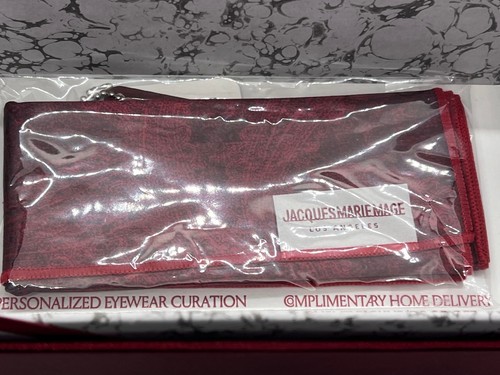 JACQUESMARIEMAGE
LOS ANGELES
PERSONALIZED EYEWEAR CURATION
COMPLIMENTARY HOME DELIVERY